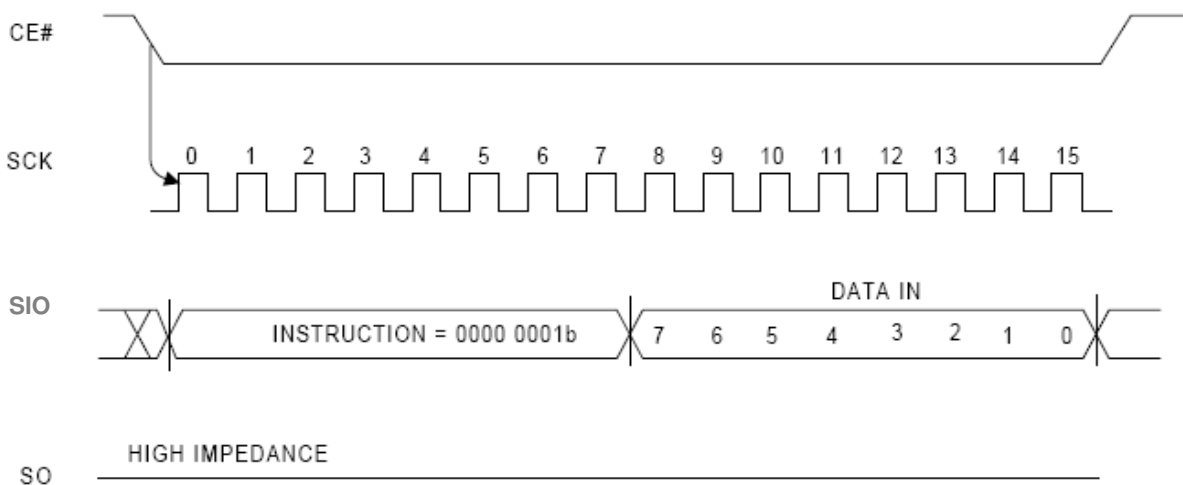 CE#
SCK
0 1 2 3 4 5 6 7 8 9 10 11 12 13 14 15
DATA IN
SIO
INSTRUCTION = 0000 0001b 7 6 5 4 3 2 1 0
HIGH IMPEDANCE
SO